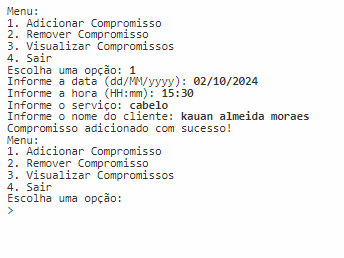 Menu:
1. Adicionar Compromisso
2. Remover Compromisso
3. Visualizar Compromissos
4. Sair
Escolha uma opção: 1
Informe a data (dd/MM/yyyy): 02/10/2024
Informe a hora (HH:mm): 15:30
Informe o serviço: cabelo
Informe o nome do cliente: kauan almeida moraes
Compromisso adicionado com sucesso!
Menu:
1. Adicionar Compromisso
2. Remover Compromisso
3. Visualizar Compromissos
4. Sair
Escolha uma opção:
>